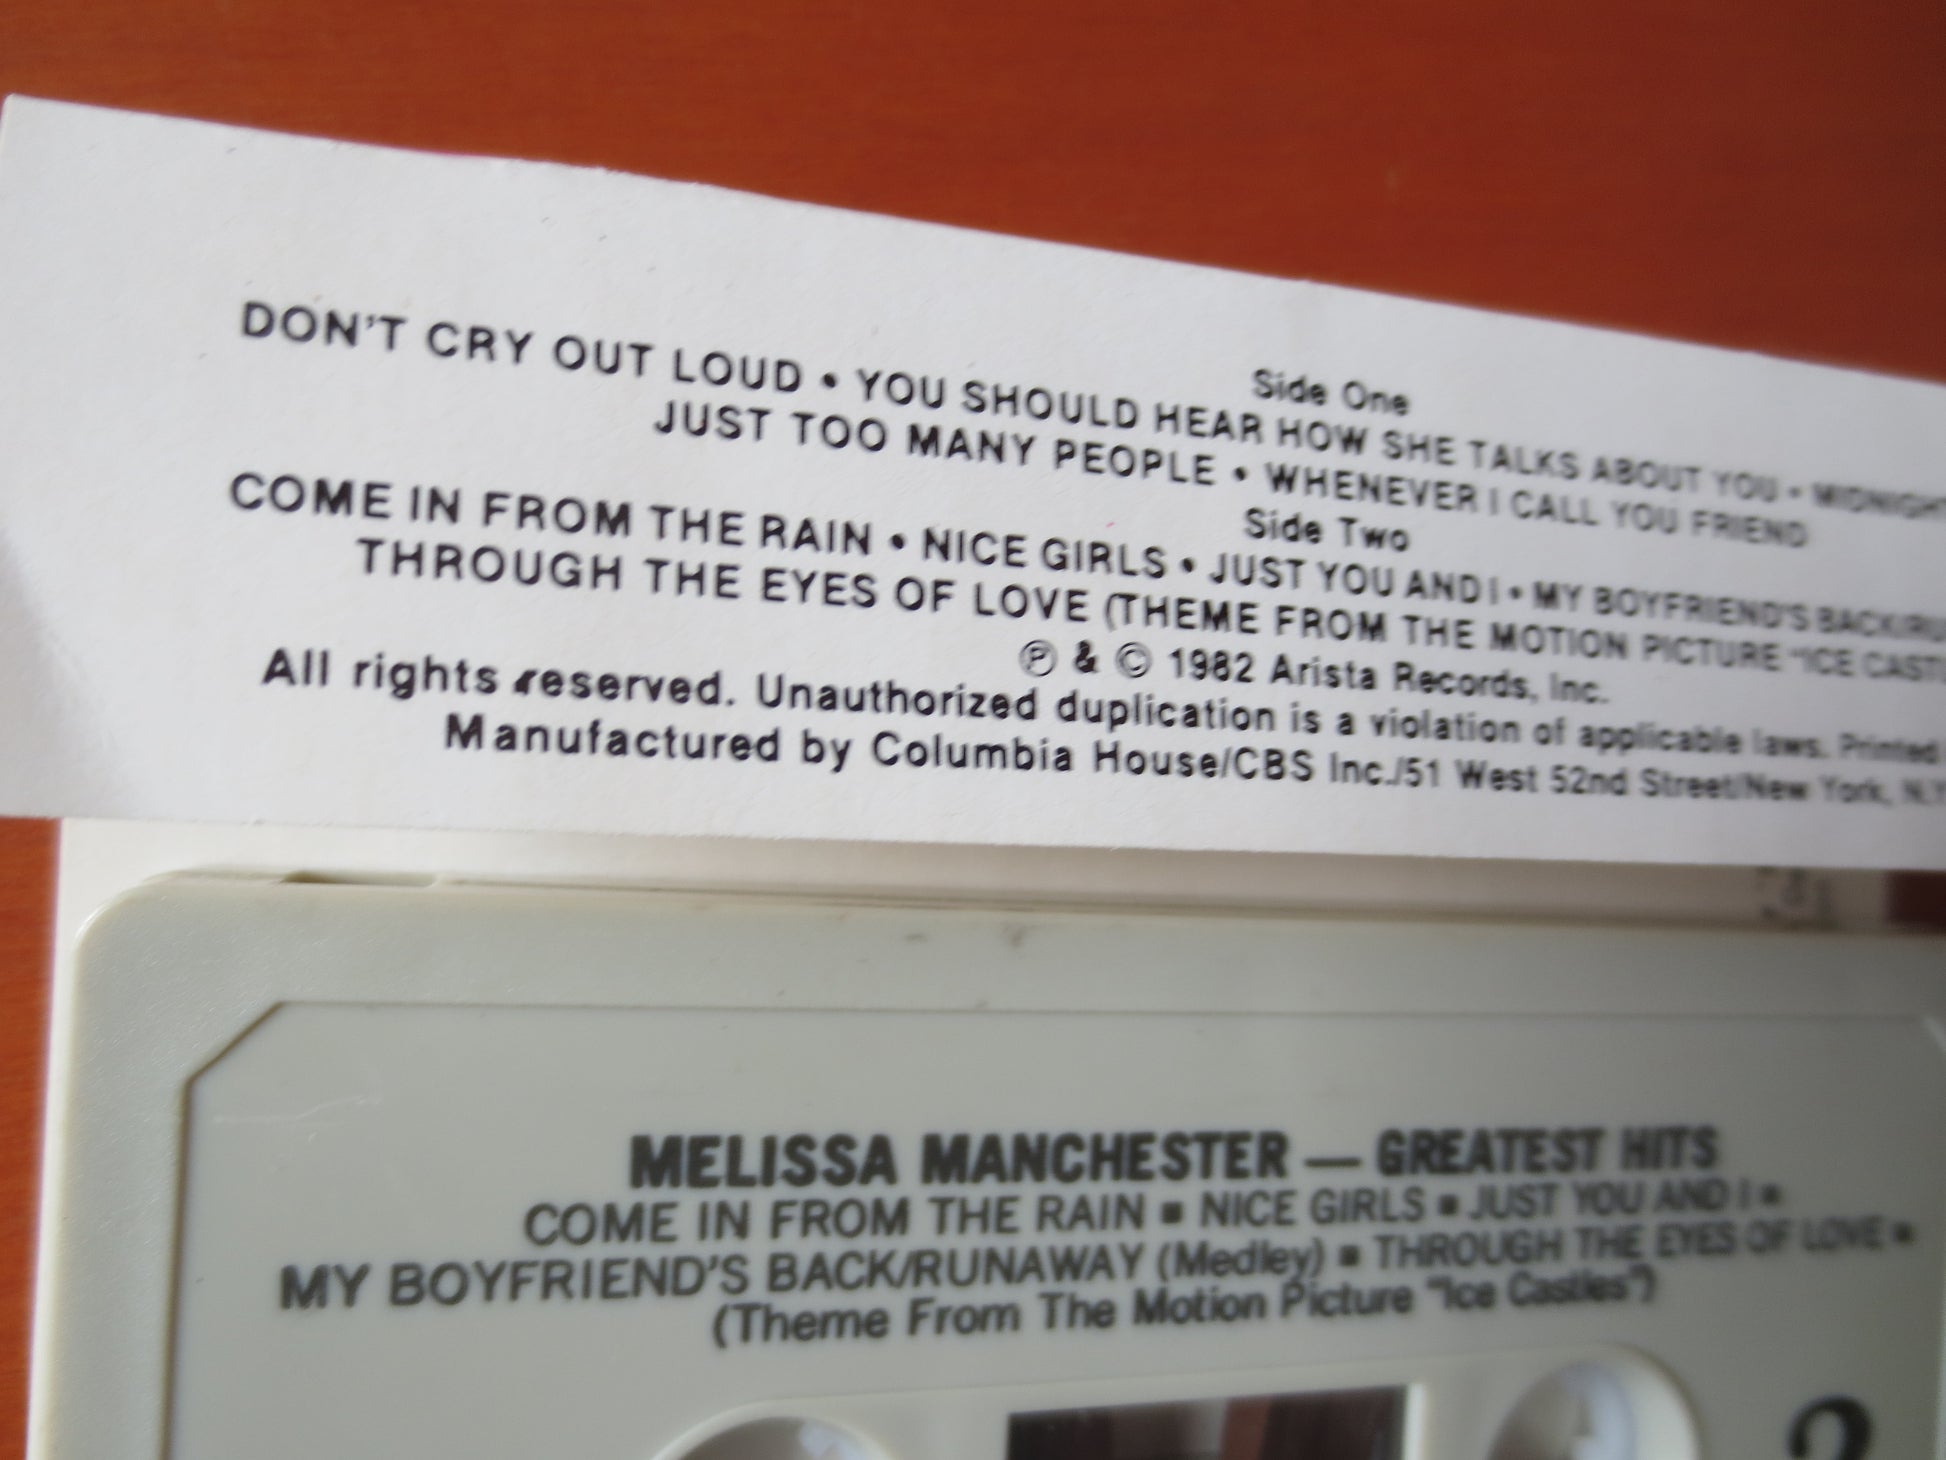 Side One
DON'T CRY OUT LOUD • YOU SHOULD HEAR HOW SHE TALKS ABOUT YOU • MIDNIGHT
JUST TOO MANY PEOPLE • WHENEVER I CALL YOU FRIEND
Side Two
COME IN FROM THE RAIN • NICE GIRLS • JUST YOU AND I • MY BOYFRIEND'S BACK/RU
THROUGH THE EYES OF LOVE (THEME FROM THE MOTION PICTURE "ICE CAST
Ⓟ & © 1982 Arista Records, Inc.
All rights reserved. Unauthorized duplication is a violation of applicable laws. Printed
Manufactured by Columbia House/CBS Inc./51 West 52nd Street/New York, N.Y
MELISSA MANCHESTER — GREATEST HITS
COME IN FROM THE RAIN ▪ NICE GIRLS ▪ JUST YOU AND I ▪
MY BOYFRIEND'S BACK/RUNAWAY (Medley) ▪ THROUGH THE EYES OF LOVE ▪
(Theme From The Motion Picture "Ice Castles")
2